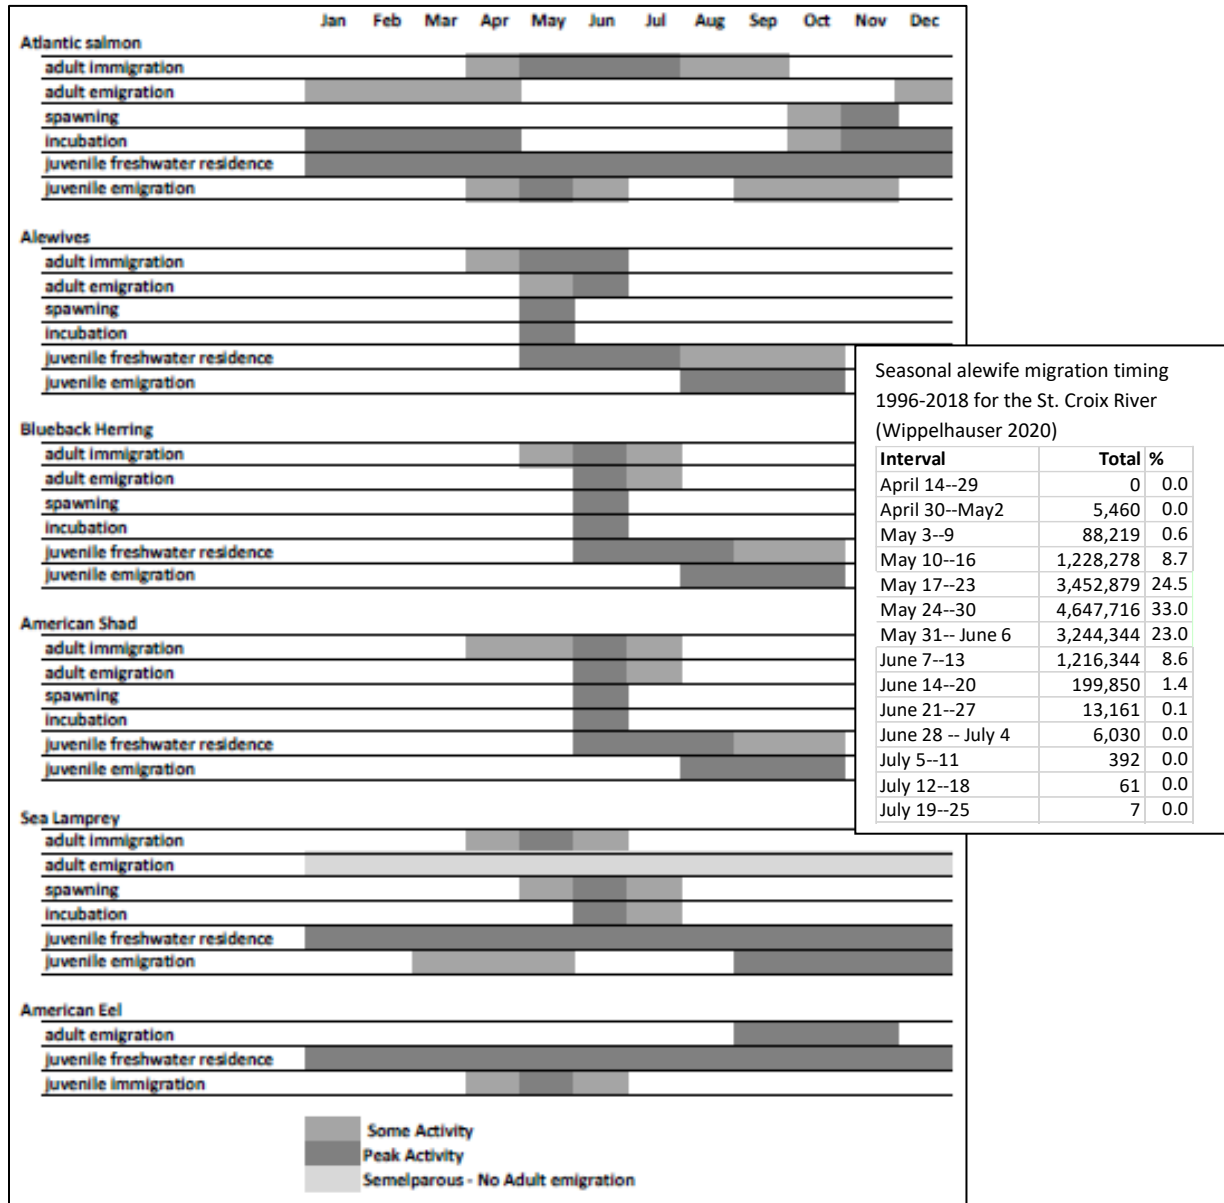 Jan Feb Mar Apr May Jun Jul Aug Sep Oct Nov Dec
Atlantic salmon
adult immigration
adult emigration
spawning
incubation
juvenile freshwater residence
juvenile emigration
Alewives
adult immigration
adult emigration
spawning
incubation
juvenile freshwater residence
juvenile emigration
Blueback Herring
adult immigration
adult emigration
spawning
incubation
juvenile freshwater residence
juvenile emigration
American Shad
adult immigration
adult emigration
spawning
incubation
juvenile freshwater residence
juvenile emigration
Sea Lamprey
adult immigration
adult emigration
spawning
incubation
juvenile freshwater residence
juvenile emigration
American Eel
adult emigration
juvenile freshwater residence
juvenile immigration
Some Activity
Peak Activity
Semelparous - No Adult emigration
Seasonal alewife migration timing
1996-2018 for the St. Croix River
(Wippelhauser 2020)
Interval Total %
April 14--29 0 0.0
April 30--May2 5,460 0.0
May 3--9 88,219 0.6
May 10--16 1,228,278 8.7
May 17--23 3,452,879 24.5
May 24--30 4,647,716 33.0
May 31-- June 6 3,244,344 23.0
June 7--13 1,216,344 8.6
June 14--20 199,850 1.4
June 21--27 13,161 0.1
June 28 -- July 4 6,030 0.0
July 5--11 392 0.0
July 12--18 61 0.0
July 19--25 7 0.0